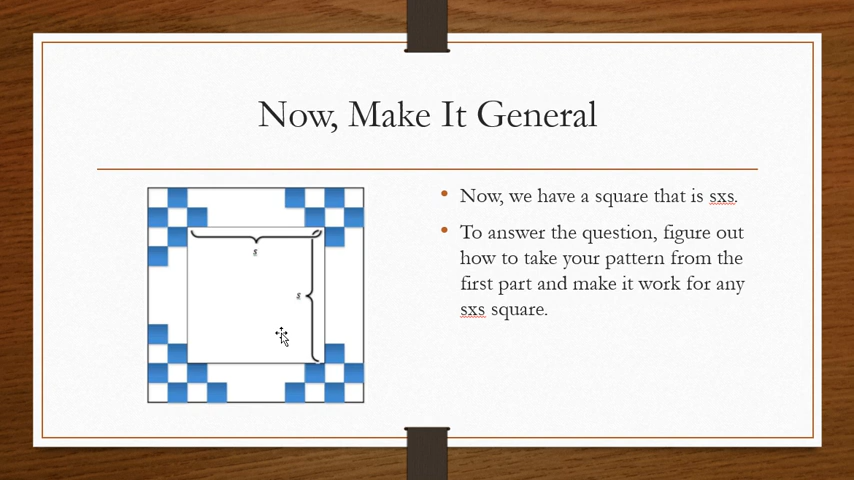 Now, Make It General
s
s
Now, we have a square that is sxs.
To answer the question, figure out
how to take your pattern from the
first part and make it work for any
sxs square.